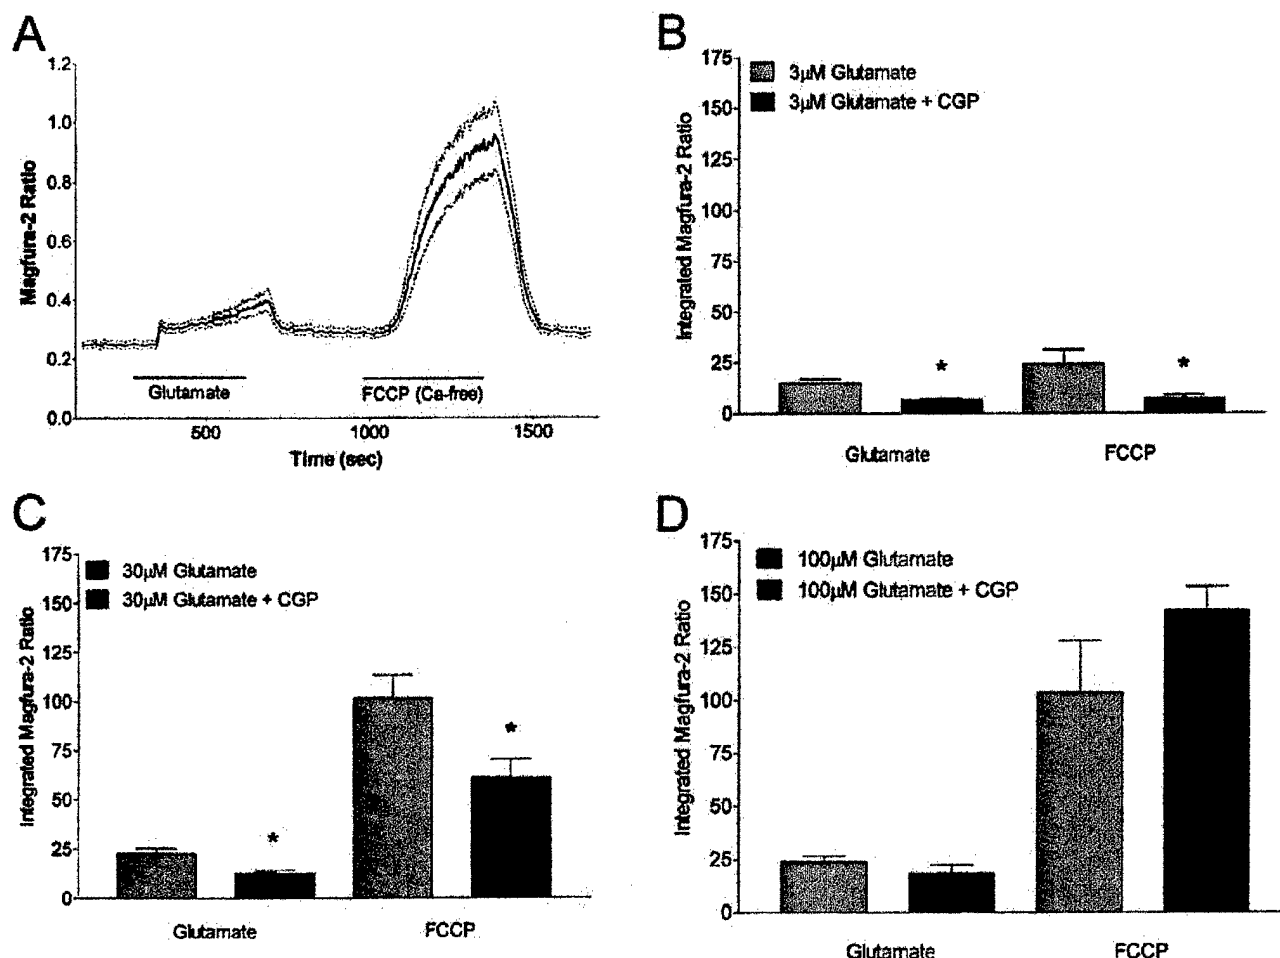 A
1.2
1.0
0.8
0.6
0.4
0.2
0.0
Magfura-2 Ratio
Glutamate
FCCP (Ca-free)
500
1000
1500
Time (sec)
B
175
150
125
100
75
50
25
0
Integrated Magfura-2 Ratio
3µM Glutamate
3µM Glutamate + CGP
*
*
Glutamate
FCCP
C
175
150
125
100
75
50
25
0
Integrated Magfura-2 Ratio
30µM Glutamate
30µM Glutamate + CGP
*
*
Glutamate
FCCP
D
175
150
125
100
75
50
25
0
Integrated Magfura-2 Ratio
100µM Glutamate
100µM Glutamate + CGP
Glutamate
FCCP